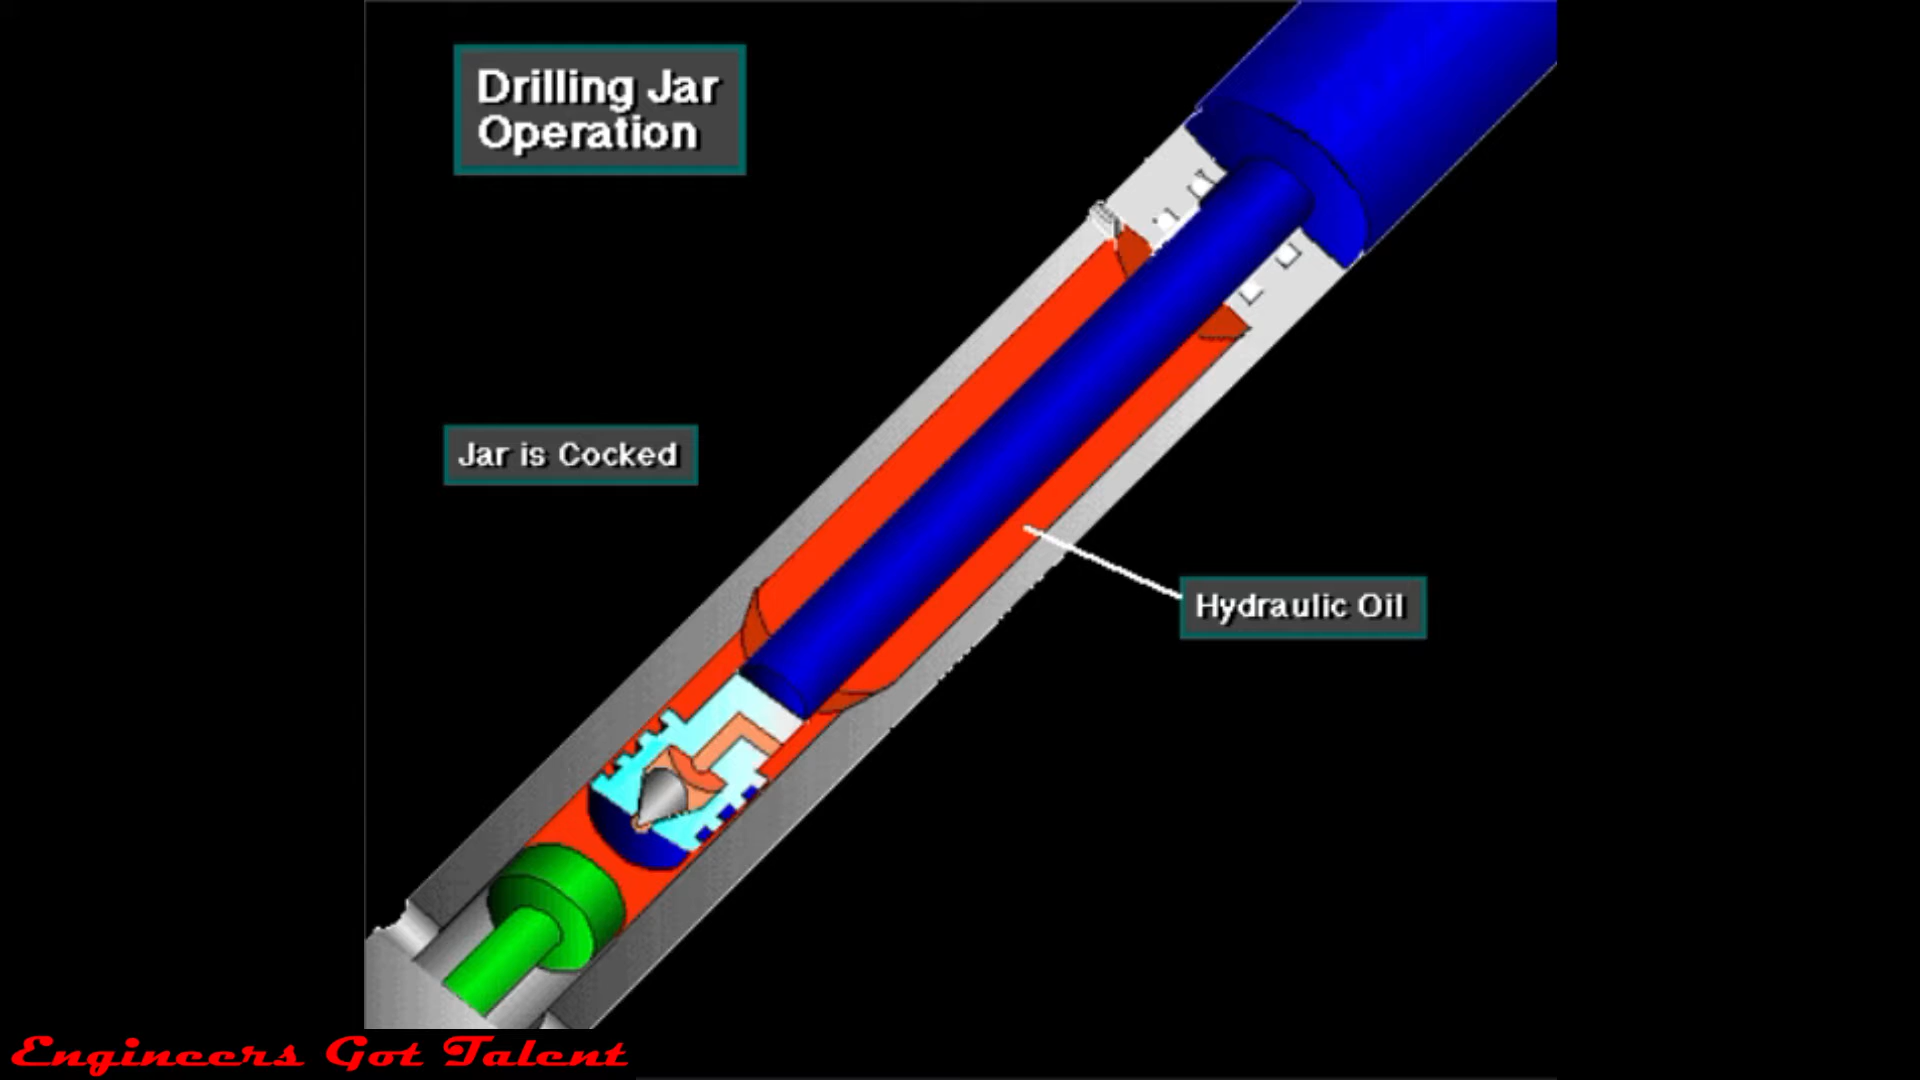 Drilling Jar
Operation
Jar is Cocked
Hydraulic Oil
Engineers Got Talent